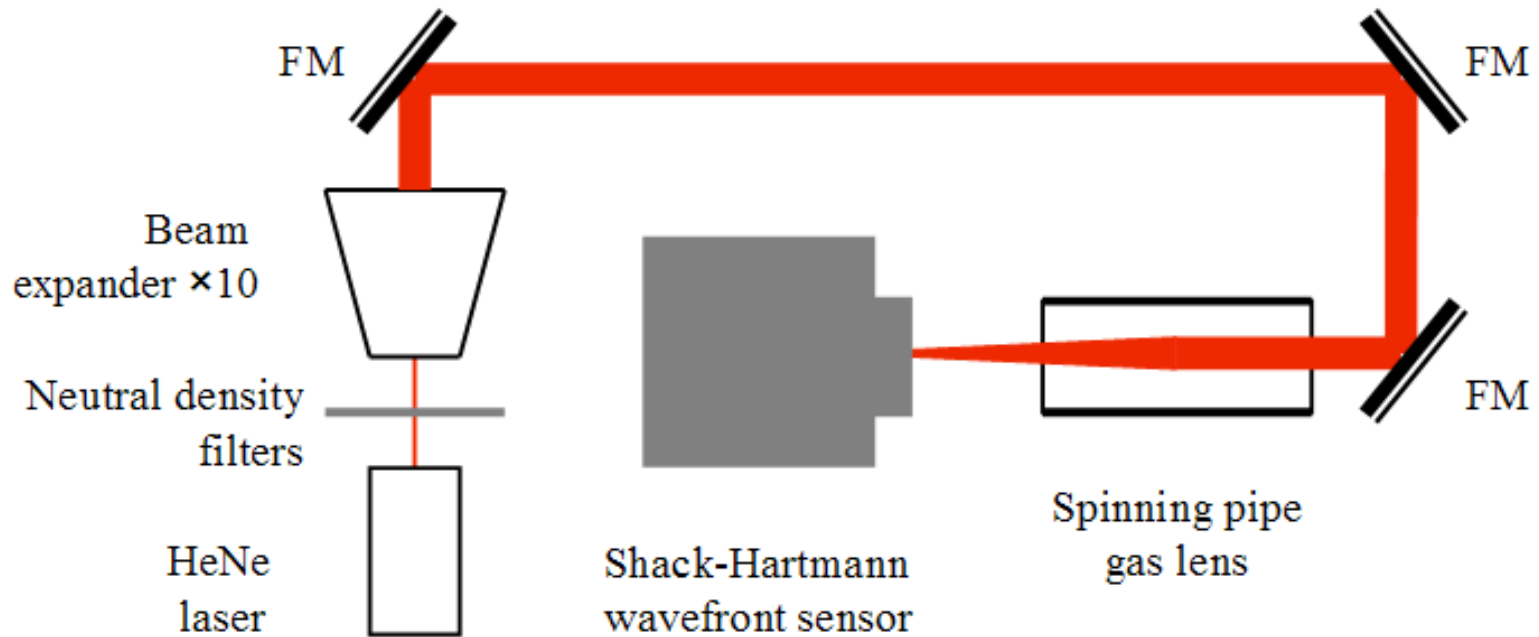 FM
FM
Beam
expander ×10
Neutral density
filters
FM
HeNe
laser
Shack-Hartmann
wavefront sensor
Spinning pipe
gas lens